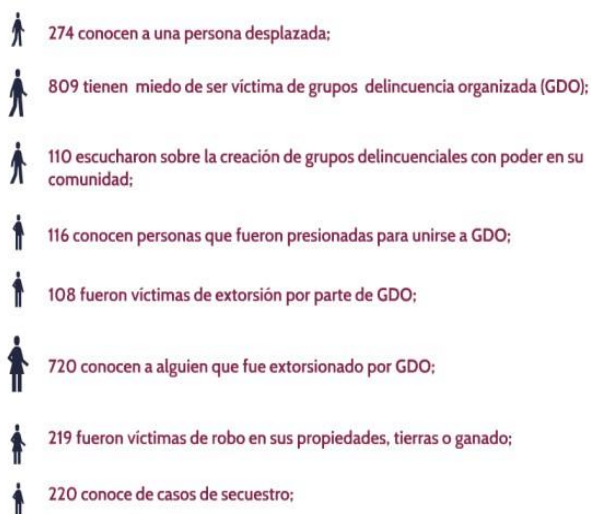 274 conocen a una persona desplazada;
809 tienen miedo de ser víctima de grupos delincuencia organizada (GDO);
110 escucharon sobre la creación de grupos delincuenciales con poder en su
comunidad;
116 conocen personas que fueron presionadas para unirse a GDO;
108 fueron víctimas de extorsión por parte de GDO;
720 conocen a alguien que fue extorsionado por GDO;
219 fueron víctimas de robo en sus propiedades, tierras o ganado;
220 conoce de casos de secuestro;